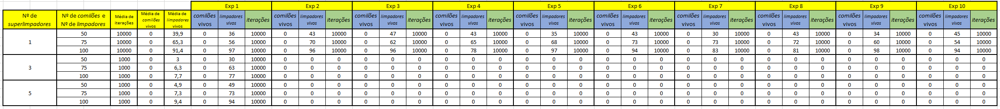 Exp 1 Exp 2 Exp 3 Exp 4 Exp 5 Exp 6 Exp 7 Exp 8 Exp 9 Exp 10
Nº de superlimpadores Nº de comilões e Nº de limpadores Média de iterações Média de comilões vivos Média de limpadores vivos comilões vivos limpadores vivos iterações comilões vivos limpadores vivos iterações comilões vivos limpadores vivos iterações comilões vivos limpadores vivos iterações comilões vivos limpadores vivos iterações comilões vivos limpadores vivos iterações comilões vivos limpadores vivos iterações comilões vivos limpadores vivos iterações comilões vivos limpadores vivos iterações comilões vivos limpadores vivos iterações
1 50 10000 0 39,9 0 36 10000 0 43 10000 0 47 10000 0 43 10000 0 35 10000 0 43 10000 0 30 10000 0 43 10000 0 34 10000 0 45 10000
75 10000 0 65,3 0 56 10000 0 70 10000 0 62 10000 0 65 10000 0 68 10000 0 73 10000 0 73 10000 0 72 10000 0 60 10000 0 54 10000
100 10000 0 91,4 0 97 10000 0 96 10000 0 96 10000 0 78 10000 0 97 10000 0 94 10000 0 83 10000 0 81 10000 0 98 10000 0 94 10000
3 50 1000 0 3 0 30 10000 0 0 0 0 0 0 0 0 0 0 0 0 0 0 0 0 0 0 0 0 0 0 0 0 0 0 0
75 1000 0 6,3 0 63 10000 0 0 0 0 0 0 0 0 0 0 0 0 0 0 0 0 0 0 0 0 0 0 0 0 0 0 0
100 1000 0 7,7 0 77 10000 0 0 0 0 0 0 0 0 0 0 0 0 0 0 0 0 0 0 0 0 0 0 0 0 0 0 0
5 50 1000 0 4,9 0 49 10000 0 0 0 0 0 0 0 0 0 0 0 0 0 0 0 0 0 0 0 0 0 0 0 0 0 0 0
75 1000 0 7,3 0 73 10000 0 0 0 0 0 0 0 0 0 0 0 0 0 0 0 0 0 0 0 0 0 0 0 0 0 0 0
100 1000 0 9,4 0 94 10000 0 0 0 0 0 0 0 0 0 0 0 0 0 0 0 0 0 0 0 0 0 0 0 0 0 0 0